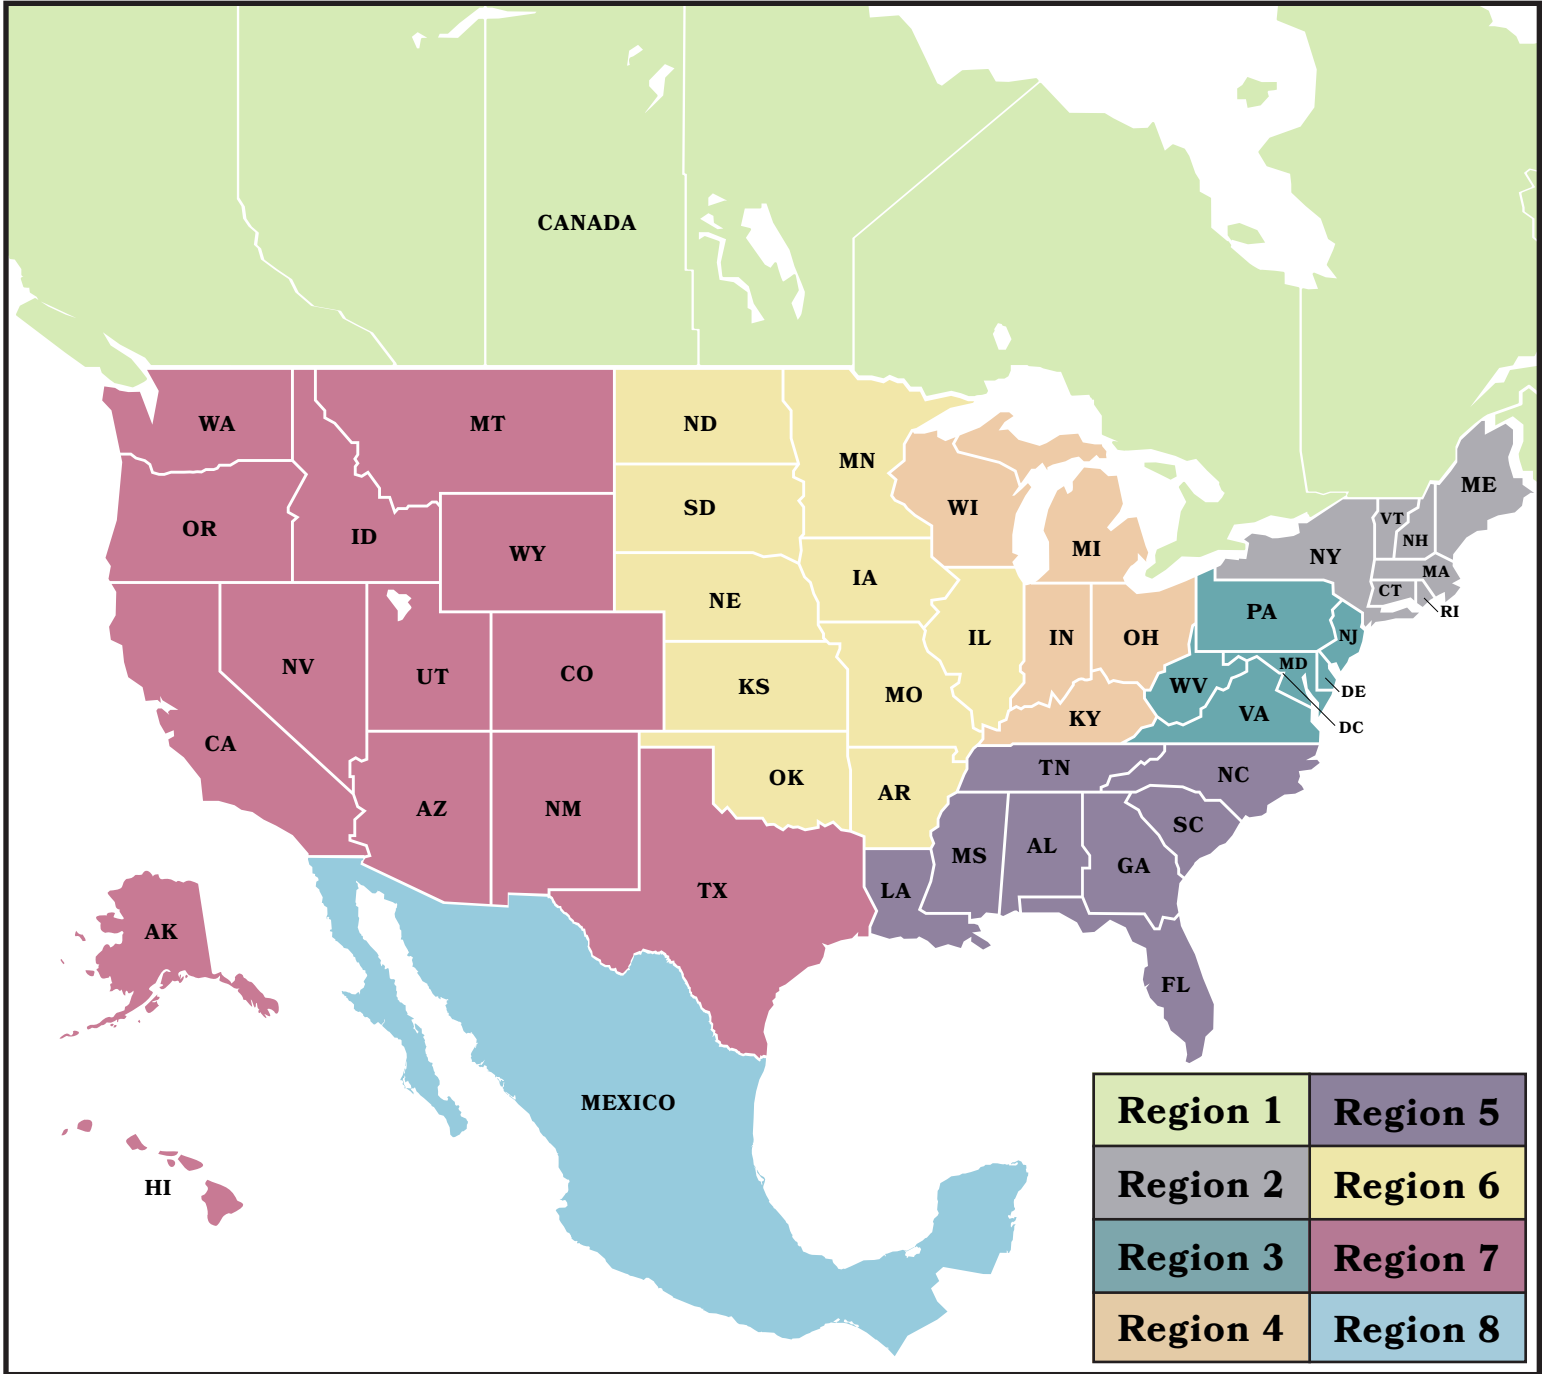 CANADA
WA
MT
ND
MN
ME
OR
ID
WY
SD
WI
MI
VT
NH
NY
MA
CT
RI
IA
NE
IL
IN
OH
PA
NJ
NV
UT
CO
KS
MO
KY
WV
MD
DE
VA
DC
CA
AZ
NM
OK
AR
TN
NC
SC
MS
AL
GA
TX
LA
AK
FL
MEXICO
HI
Region 1
Region 5
Region 2
Region 6
Region 3
Region 7
Region 4
Region 8